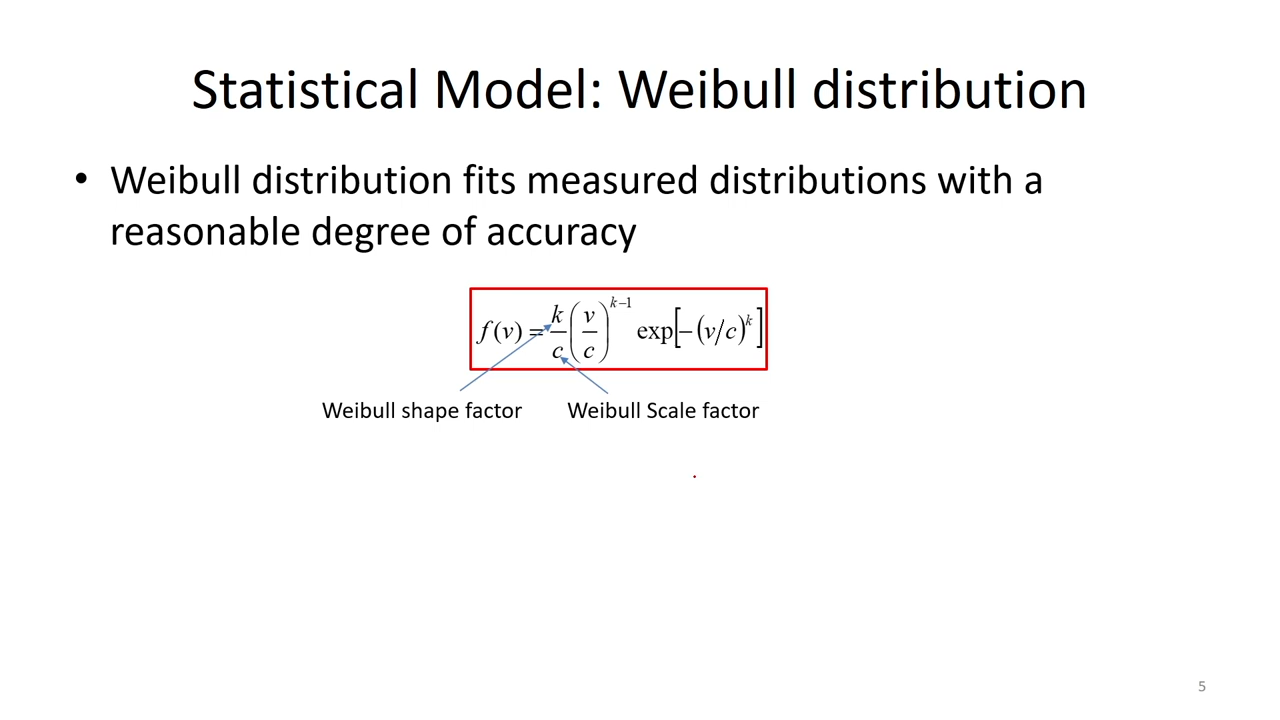 Statistical Model: Weibull distribution
• Weibull distribution fits measured distributions with a
reasonable degree of accuracy
f(v) = k/c (v/c)^{k−1} exp[−(v/c)^k]
Weibull shape factor Weibull Scale factor
5